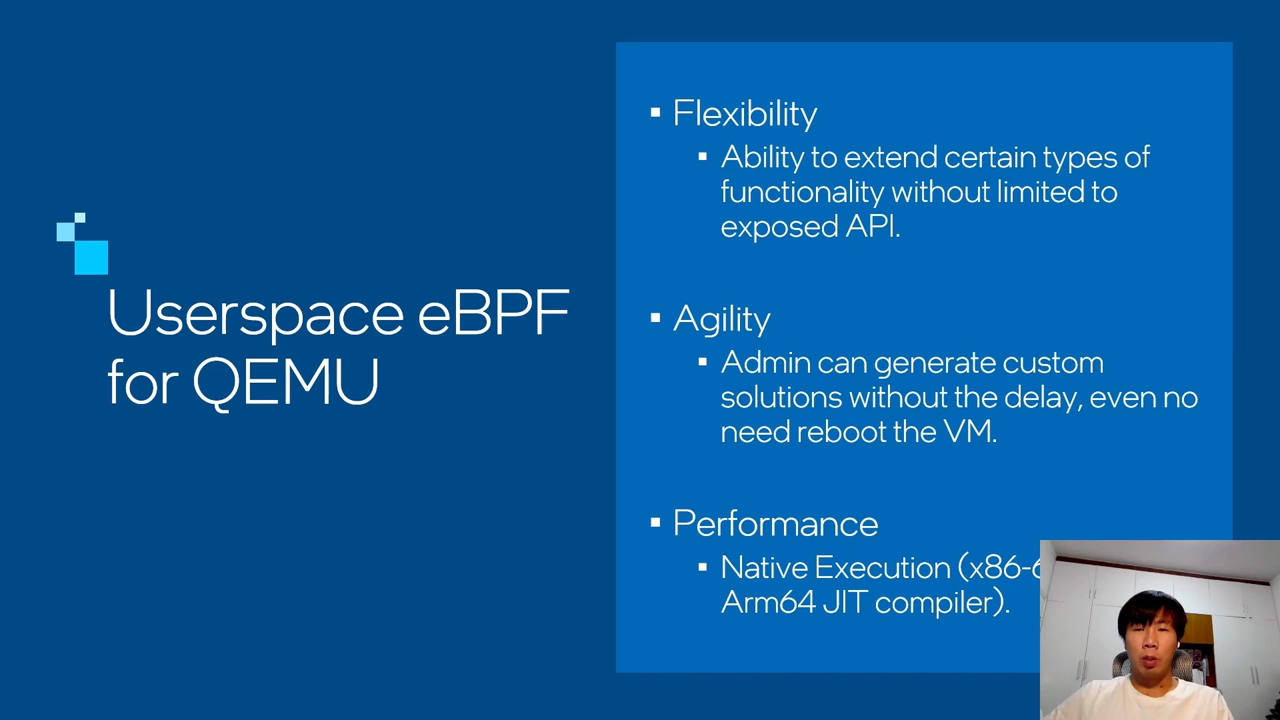 Userspace eBPF
for QEMU
▪ Flexibility
▪ Ability to extend certain types of
functionality without limited to
exposed API.
▪ Agility
▪ Admin can generate custom
solutions without the delay, even no
need reboot the VM.
▪ Performance
▪ Native Execution
Arm64 JIT compiler).